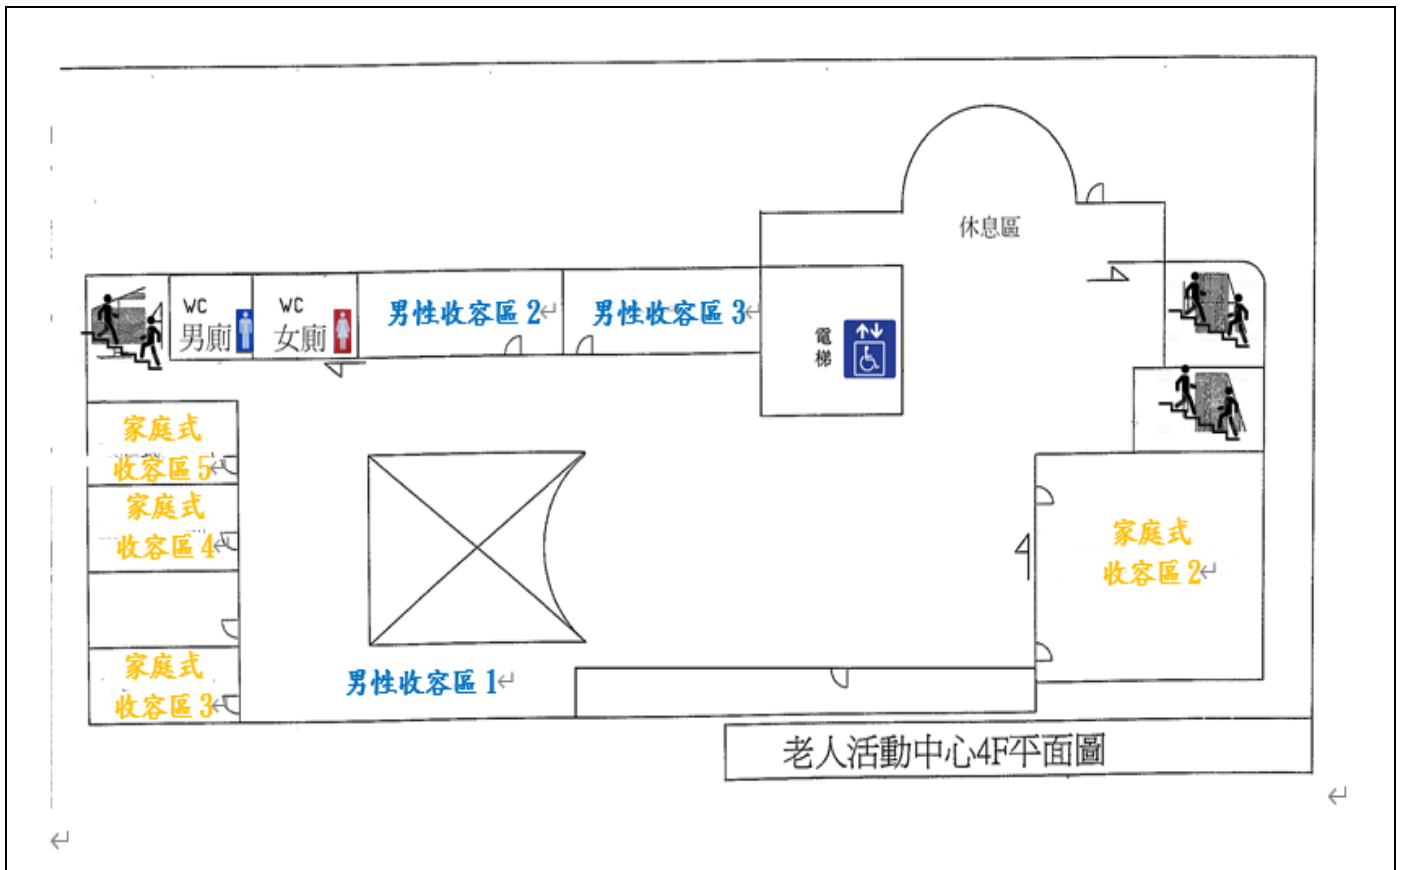 休息區
WC
男廁
WC
女廁
男性收容區 2
男性收容區 3
電梯
家庭式
收容區 5
家庭式
收容區 4
家庭式
收容區 2
家庭式
收容區 3
男性收容區 1
老人活動中心4F平面圖